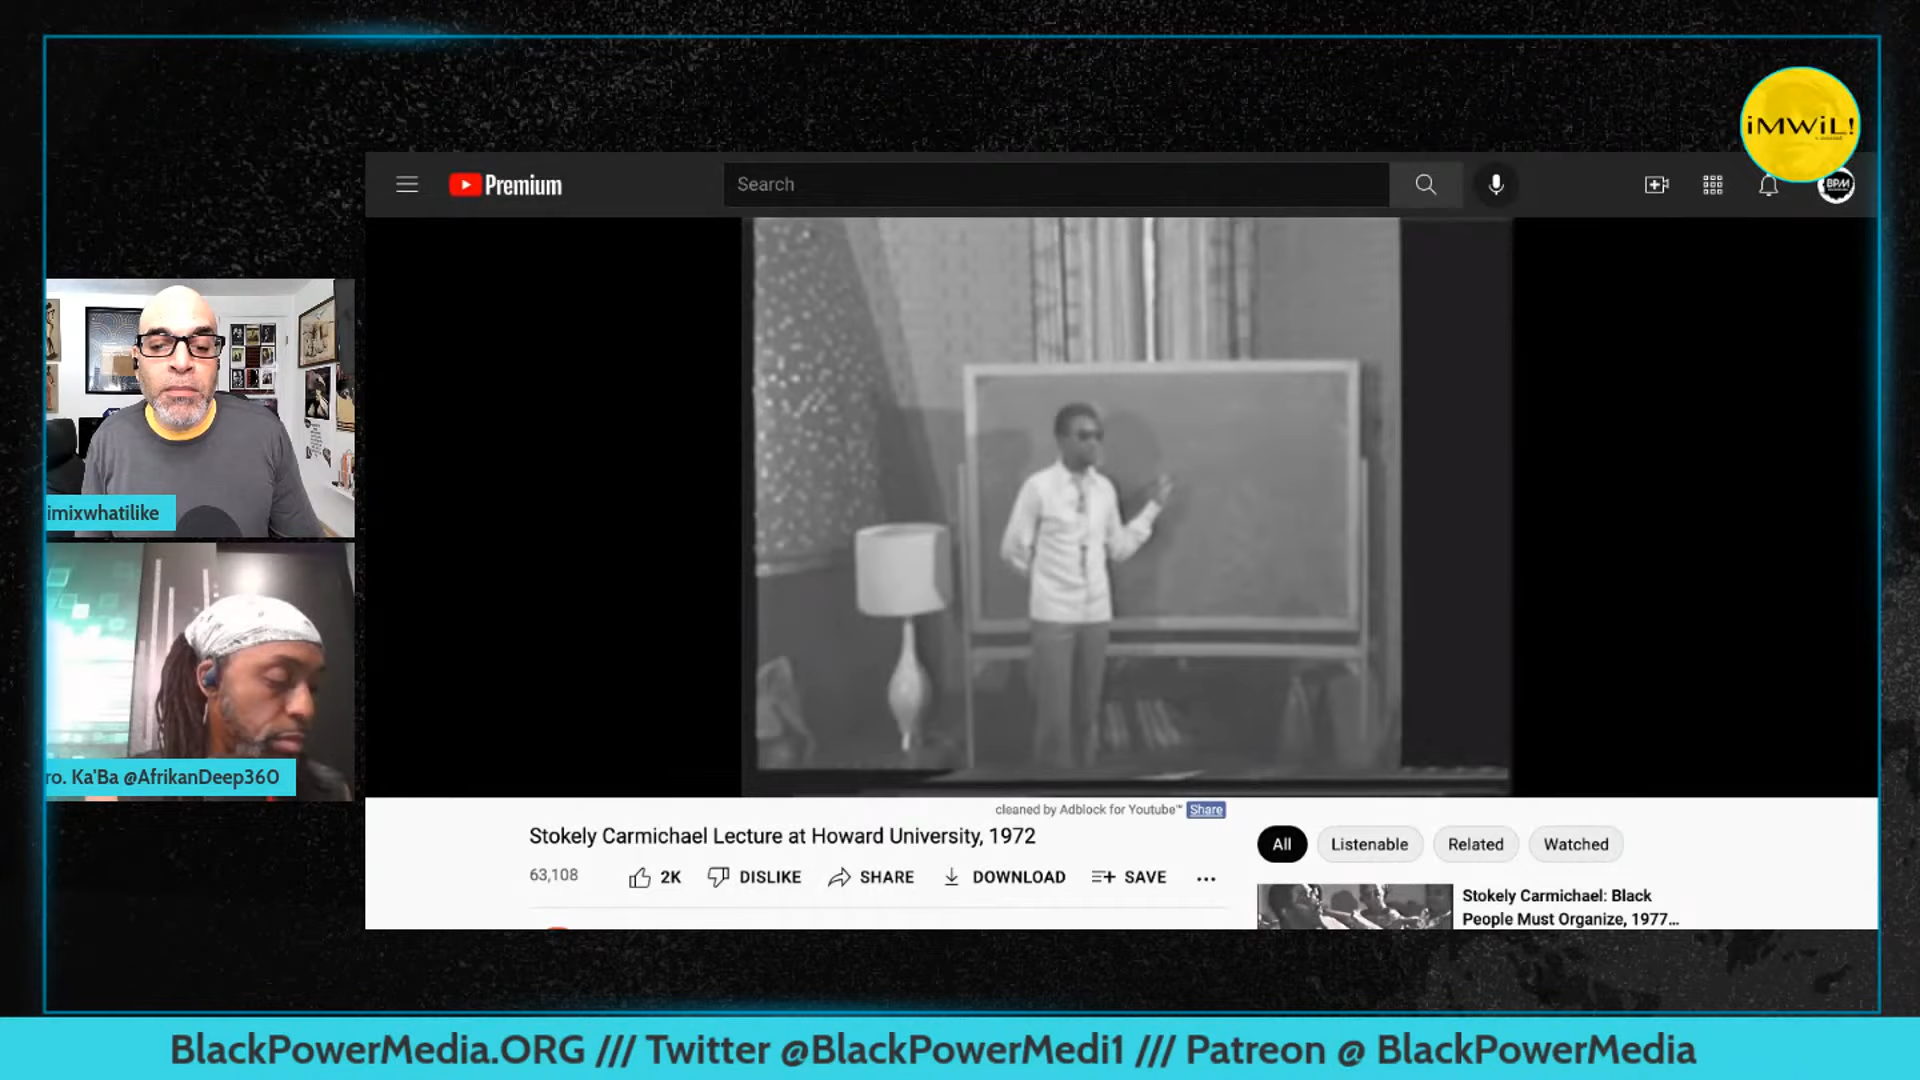 iMWiL!
Premium
Search
BPM
imixwhatilike
ro. Ka'Ba @AfrikanDeep360
cleaned by Adblock for Youtube™ Share
Stokely Carmichael Lecture at Howard University, 1972
63,108
2K
DISLIKE
SHARE
DOWNLOAD
SAVE
All
Listenable
Related
Watched
Stokely Carmichael: Black
People Must Organize, 1977...
BlackPowerMedia.ORG /// Twitter @BlackPowerMedi1 /// Patreon @ BlackPowerMedia